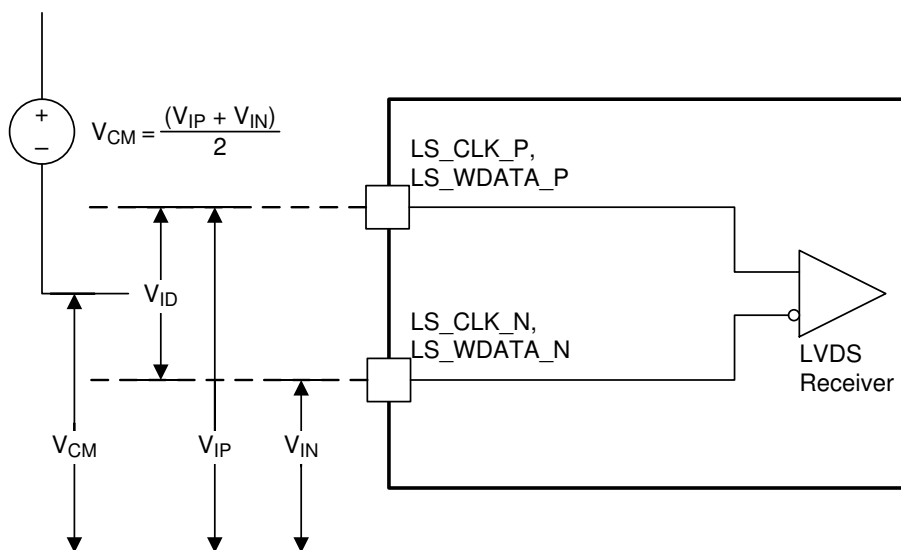 +
–
V_CM = (V_IP + V_IN) / 2
LS_CLK_P,
LS_WDATA_P
V_ID
LS_CLK_N,
LS_WDATA_N
LVDS
Receiver
V_CM
V_IP
V_IN